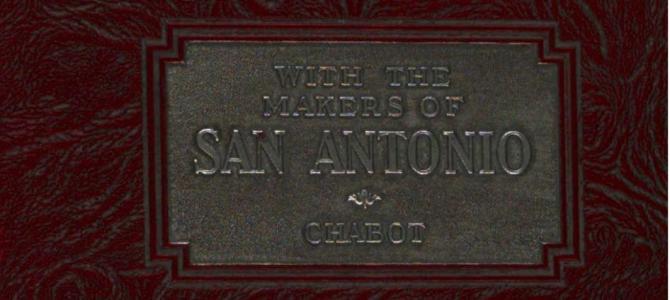 WITH THE
MAKERS OF
SAN ANTONIO
CHABOT